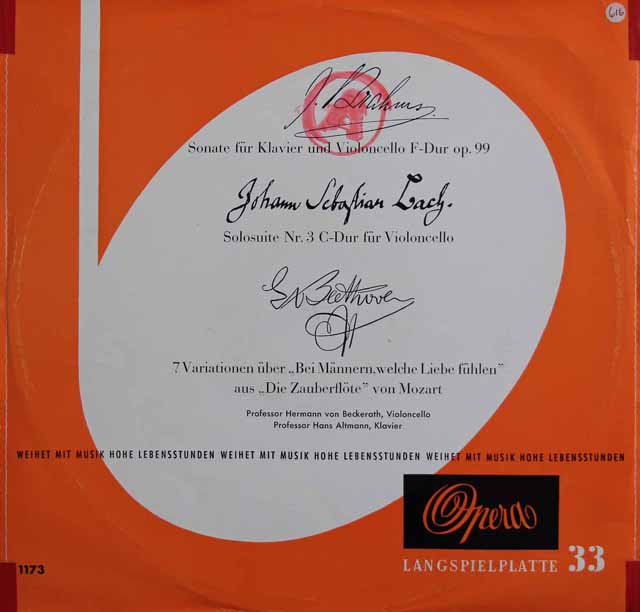 616
J. Brahms
Sonate für Klavier und Violoncello F-Dur op. 99
Johann Sebastian Bach.
Solosuite Nr. 3 C-Dur für Violoncello
LvBeethoven
7 Variationen über „Bei Männern, welche Liebe fühlen”
aus „Die Zauberflöte” von Mozart
Professor Hermann von Beckerath, Violoncello
Professor Hans Altmann, Klavier
WEIHET MIT MUSIK HOHE LEBENSSTUNDEN WEIHET MIT MUSIK HOHE LEBENSSTUNDEN WEIHET MIT MUSIK HOHE LEBENSSTUNDEN
Opera
LANGSPIELPLATTE 33
1173